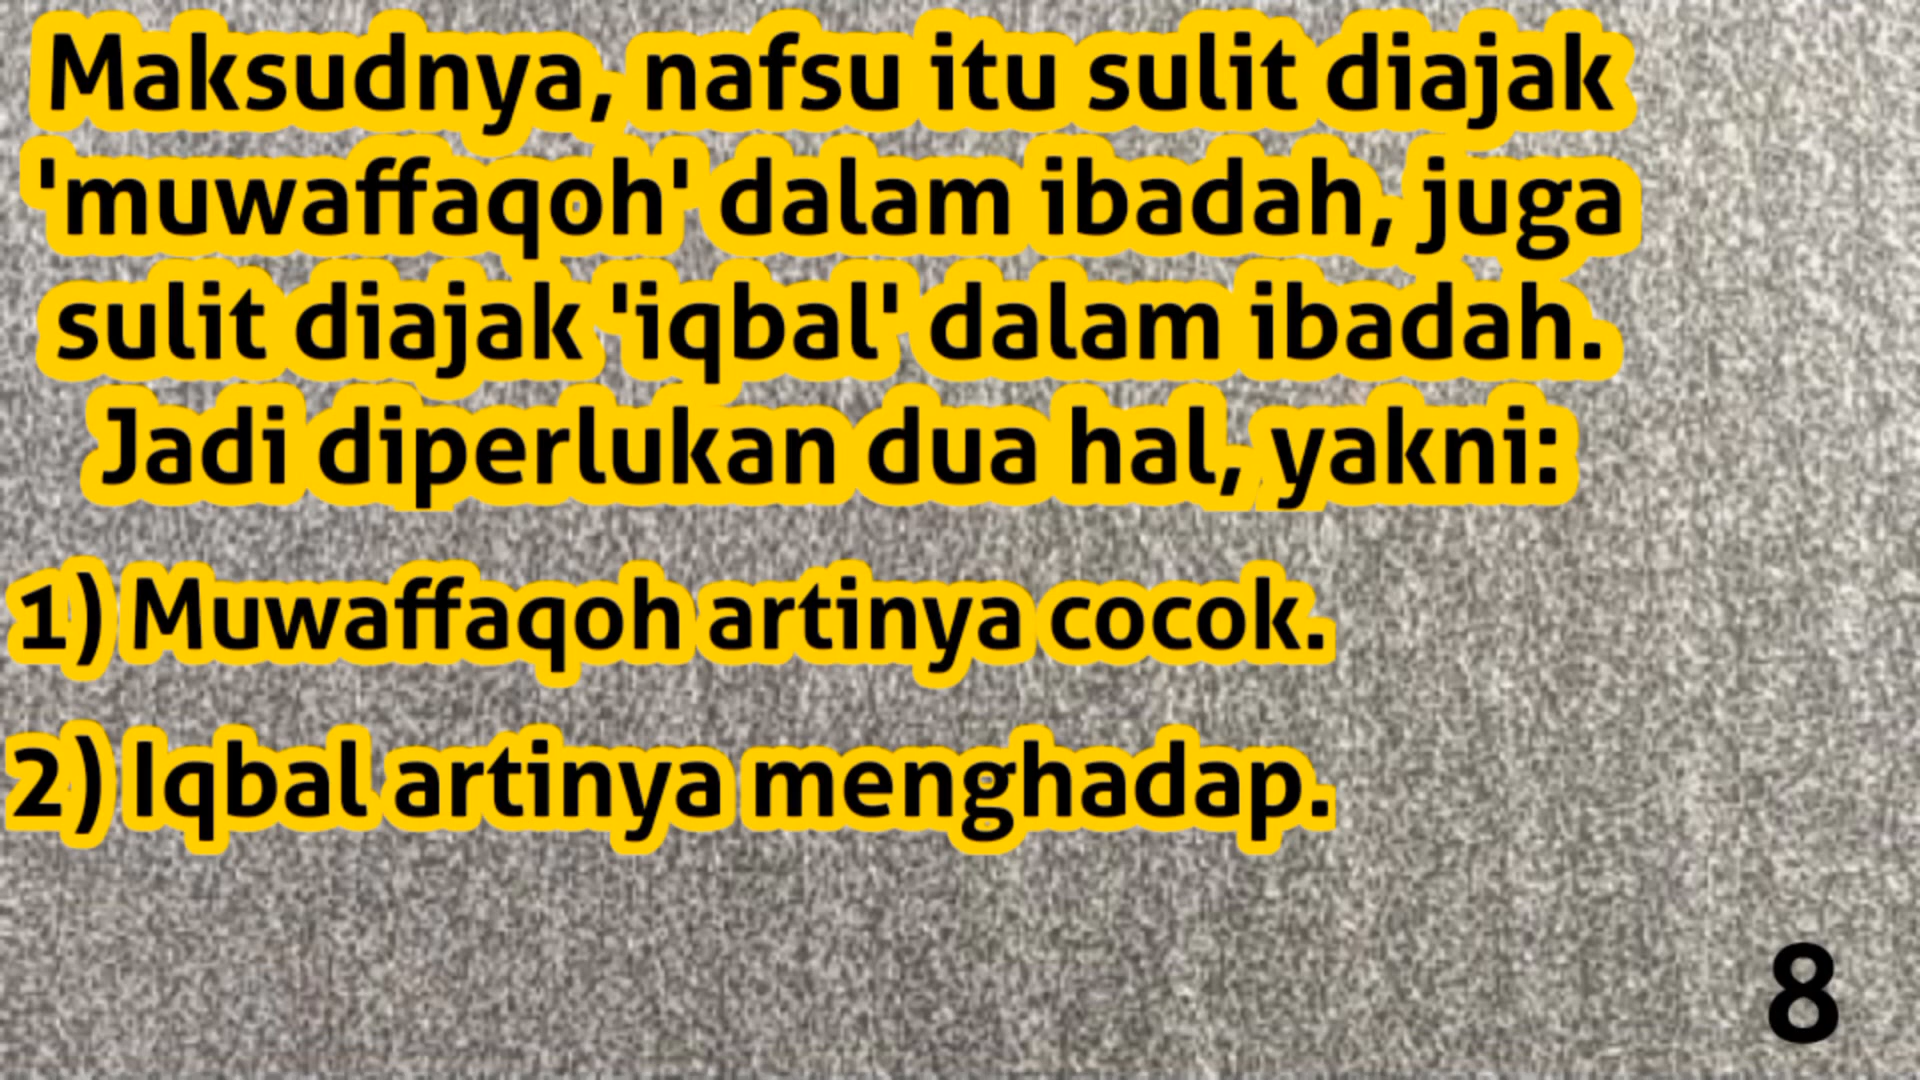 Maksudnya, nafsu itu sulit diajak
'muwaffaqoh' dalam ibadah, juga
sulit diajak 'iqbal' dalam ibadah.
Jadi diperlukan dua hal, yakni:
1) Muwaffaqoh artinya cocok.
2) Iqbal artinya menghadap.
8